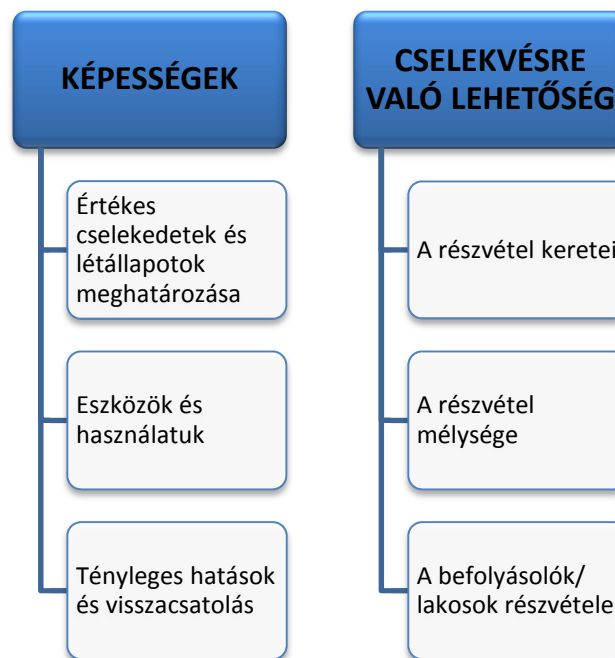 KÉPESSÉGEK
Értékes
cselekedetek és
létállapotok
meghatározása
Eszközök és
használatuk
Tényleges hatások
és visszacsatolás
CSELEKVÉSRE
VALÓ LEHETŐSÉG
A részvétel keretei
A részvétel
mélysége
A befolyásolók/
lakosok részvétele